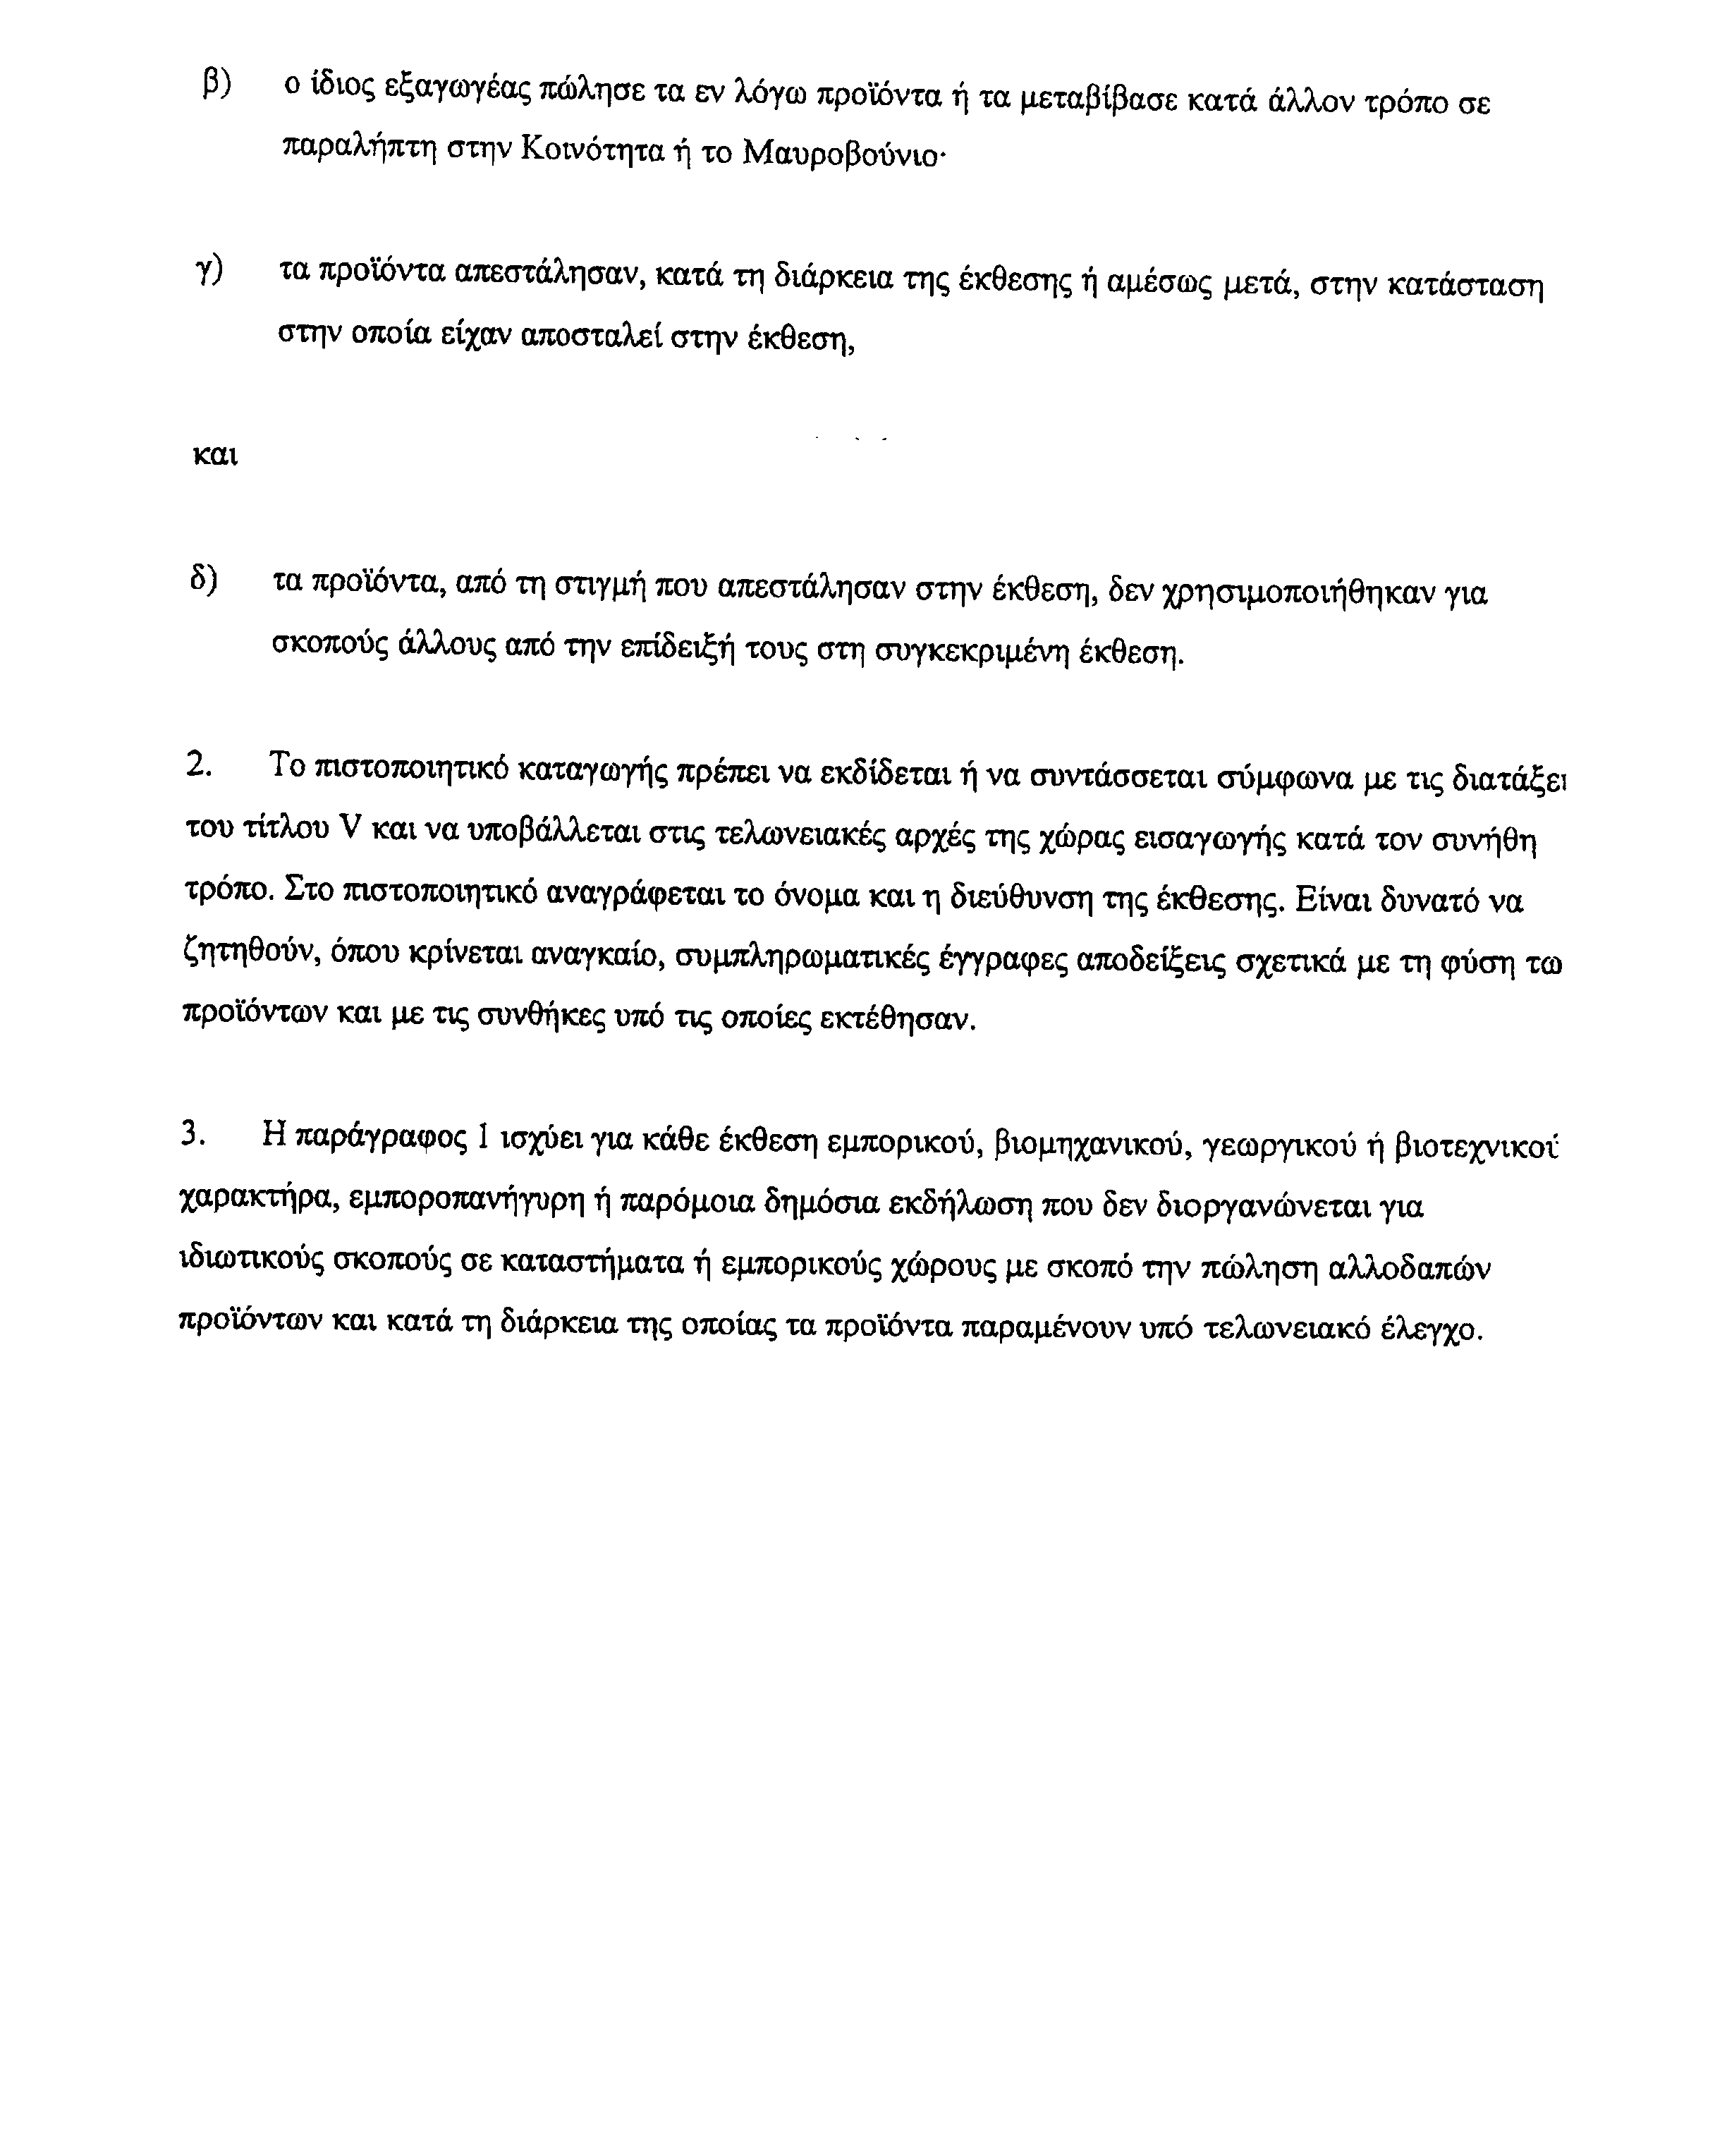 β) ο ίδιος εξαγωγέας πώλησε τα εν λόγω προϊόντα ή τα μεταβίβασε κατά άλλον τρόπο σε
παραλήπτη στην Κοινότητα ή το Μαυροβούνιο·
γ) τα προϊόντα απεστάλησαν, κατά τη διάρκεια της έκθεσης ή αμέσως μετά, στην κατάσταση
στην οποία είχαν αποσταλεί στην έκθεση,
και
δ) τα προϊόντα, από τη στιγμή που απεστάλησαν στην έκθεση, δεν χρησιμοποιήθηκαν για
σκοπούς άλλους από την επίδειξή τους στη συγκεκριμένη έκθεση.
2. Το πιστοποιητικό καταγωγής πρέπει να εκδίδεται ή να συντάσσεται σύμφωνα με τις διατάξει
του τίτλου V και να υποβάλλεται στις τελωνειακές αρχές της χώρας εισαγωγής κατά τον συνήθη
τρόπο. Στο πιστοποιητικό αναγράφεται το όνομα και η διεύθυνση της έκθεσης. Είναι δυνατό να
ζητηθούν, όπου κρίνεται αναγκαίο, συμπληρωματικές έγγραφες αποδείξεις σχετικά με τη φύση τω
προϊόντων και με τις συνθήκες υπό τις οποίες εκτέθησαν.
3. Η παράγραφος 1 ισχύει για κάθε έκθεση εμπορικού, βιομηχανικού, γεωργικού ή βιοτεχνικού
χαρακτήρα, εμποροπανήγυρη ή παρόμοια δημόσια εκδήλωση που δεν διοργανώνεται για
ιδιωτικούς σκοπούς σε καταστήματα ή εμπορικούς χώρους με σκοπό την πώληση αλλοδαπών
προϊόντων και κατά τη διάρκεια της οποίας τα προϊόντα παραμένουν υπό τελωνειακό έλεγχο.